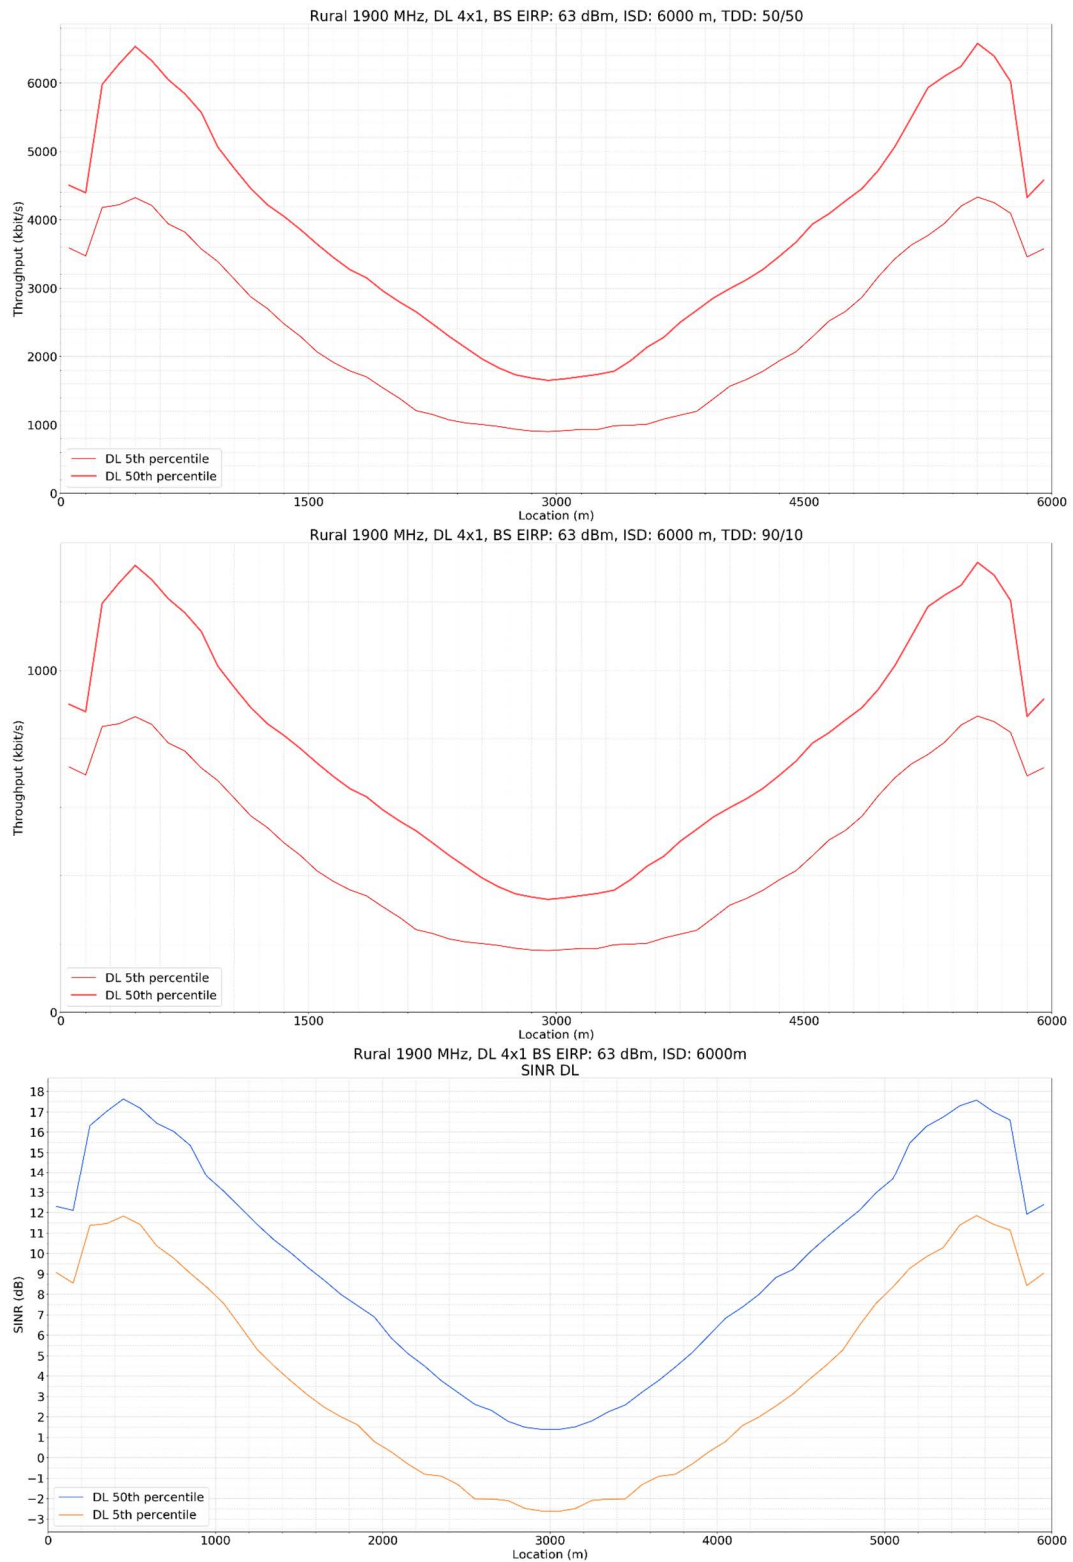 Rural 1900 MHz, DL 4x1, BS EIRP: 63 dBm, ISD: 6000 m, TDD: 50/50
6000
5000
4000
3000
2000
1000
0
Throughput (kbit/s)
DL 5th percentile
DL 50th percentile
0 1500 3000 4500 6000
Location (m)
Rural 1900 MHz, DL 4x1, BS EIRP: 63 dBm, ISD: 6000 m, TDD: 90/10
1000
0
Throughput (kbit/s)
DL 5th percentile
DL 50th percentile
0 1500 3000 4500 6000
Location (m)
Rural 1900 MHz, DL 4x1 BS EIRP: 63 dBm, ISD: 6000m
SINR DL
18
17
16
15
14
13
12
11
10
9
8
7
6
5
4
3
2
1
0
−1
−2
−3
SINR (dB)
DL 50th percentile
DL 5th percentile
0 1000 2000 3000 4000 5000 6000
Location (m)